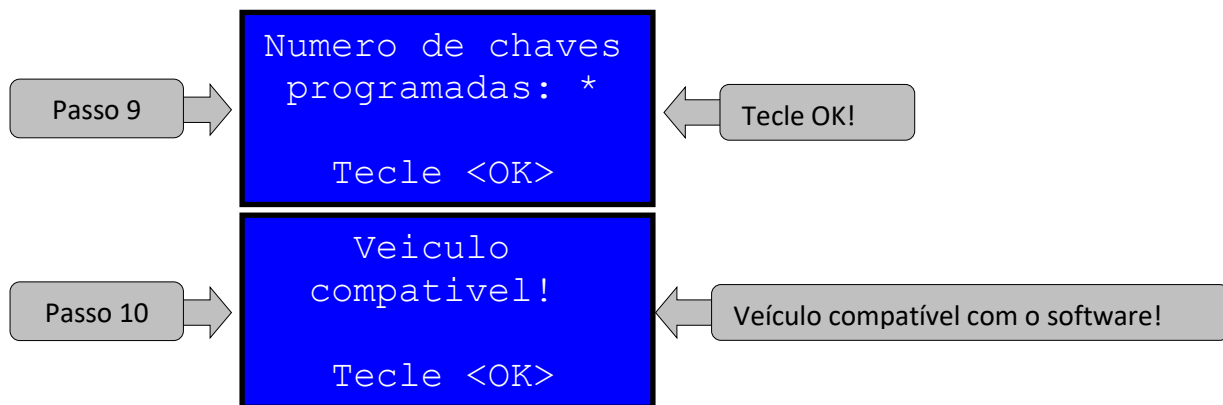 Passo 9
Numero de chaves
programadas: *
Tecle <OK>
Tecle OK!
Passo 10
Veiculo
compativel!
Tecle <OK>
Veículo compatível com o software!